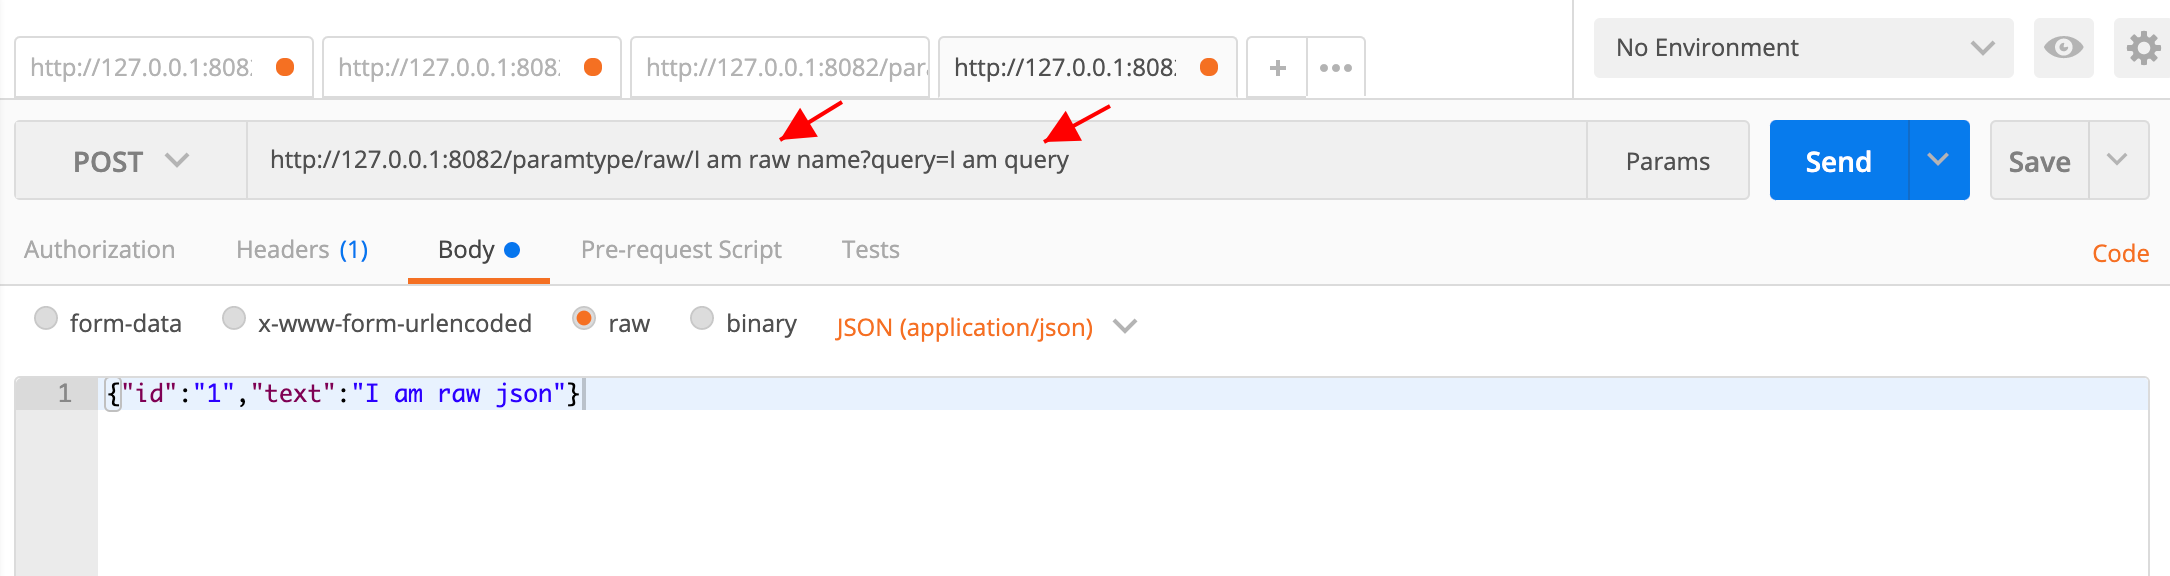 http://127.0.0.1:808
http://127.0.0.1:808
http://127.0.0.1:8082/par
http://127.0.0.1:808
+
No Environment
POST
http://127.0.0.1:8082/paramtype/raw/I am raw name?query=I am query
Params
Send
Save
Authorization
Headers (1)
Body
Pre-request Script
Tests
Code
form-data
x-www-form-urlencoded
raw
binary
JSON (application/json)
1
{"id":"1","text":"I am raw json"}